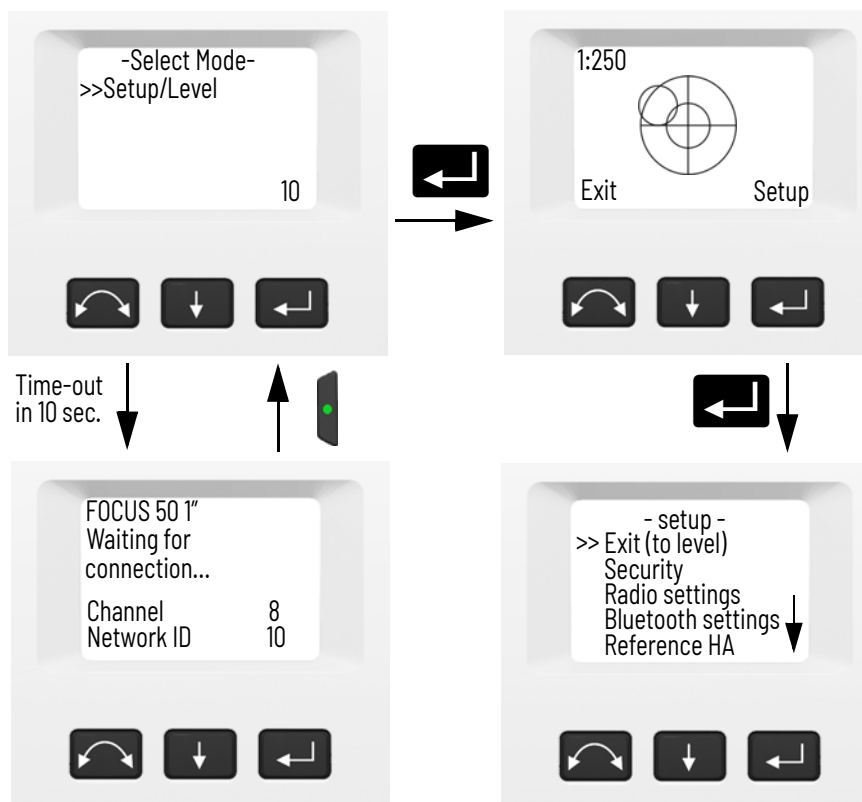 -Select Mode-
>>Setup/Level
10
1:250
Exit Setup
Time-out
in 10 sec.
FOCUS 50 1"
Waiting for
connection...
Channel 8
Network ID 10
- setup -
>> Exit (to level)
Security
Radio settings
Bluetooth settings
Reference HA